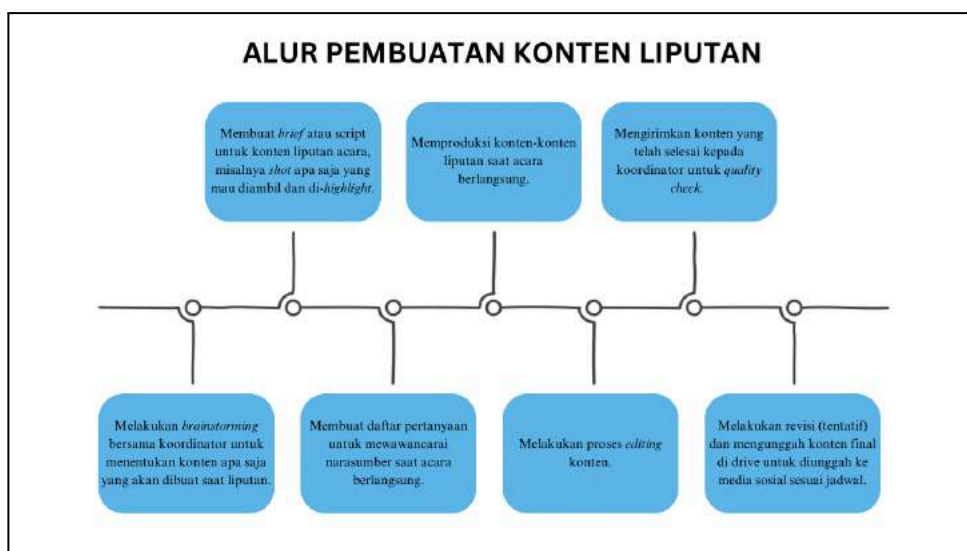 ALUR PEMBUATAN KONTEN LIPUTAN
Membuat brief atau script
untuk konten liputan acara,
misalnya shot apa saja yang
mau diambil dan di-highlight.
Memproduksi konten-konten
liputan saat acara
berlangsung.
Mengirimkan konten yang
telah selesai kepada
koordinator untuk quality
check.
Melakukan brainstorming
bersama koordinator untuk
menentukan konten apa saja
yang akan dibuat saat liputan.
Membuat daftar pertanyaan
untuk mewawancarai
narasumber saat acara
berlangsung.
Melakukan proses editing
konten.
Melakukan revisi (tentatif)
dan mengunggah konten final
di drive untuk diunggah ke
media sosial sesuai jadwal.